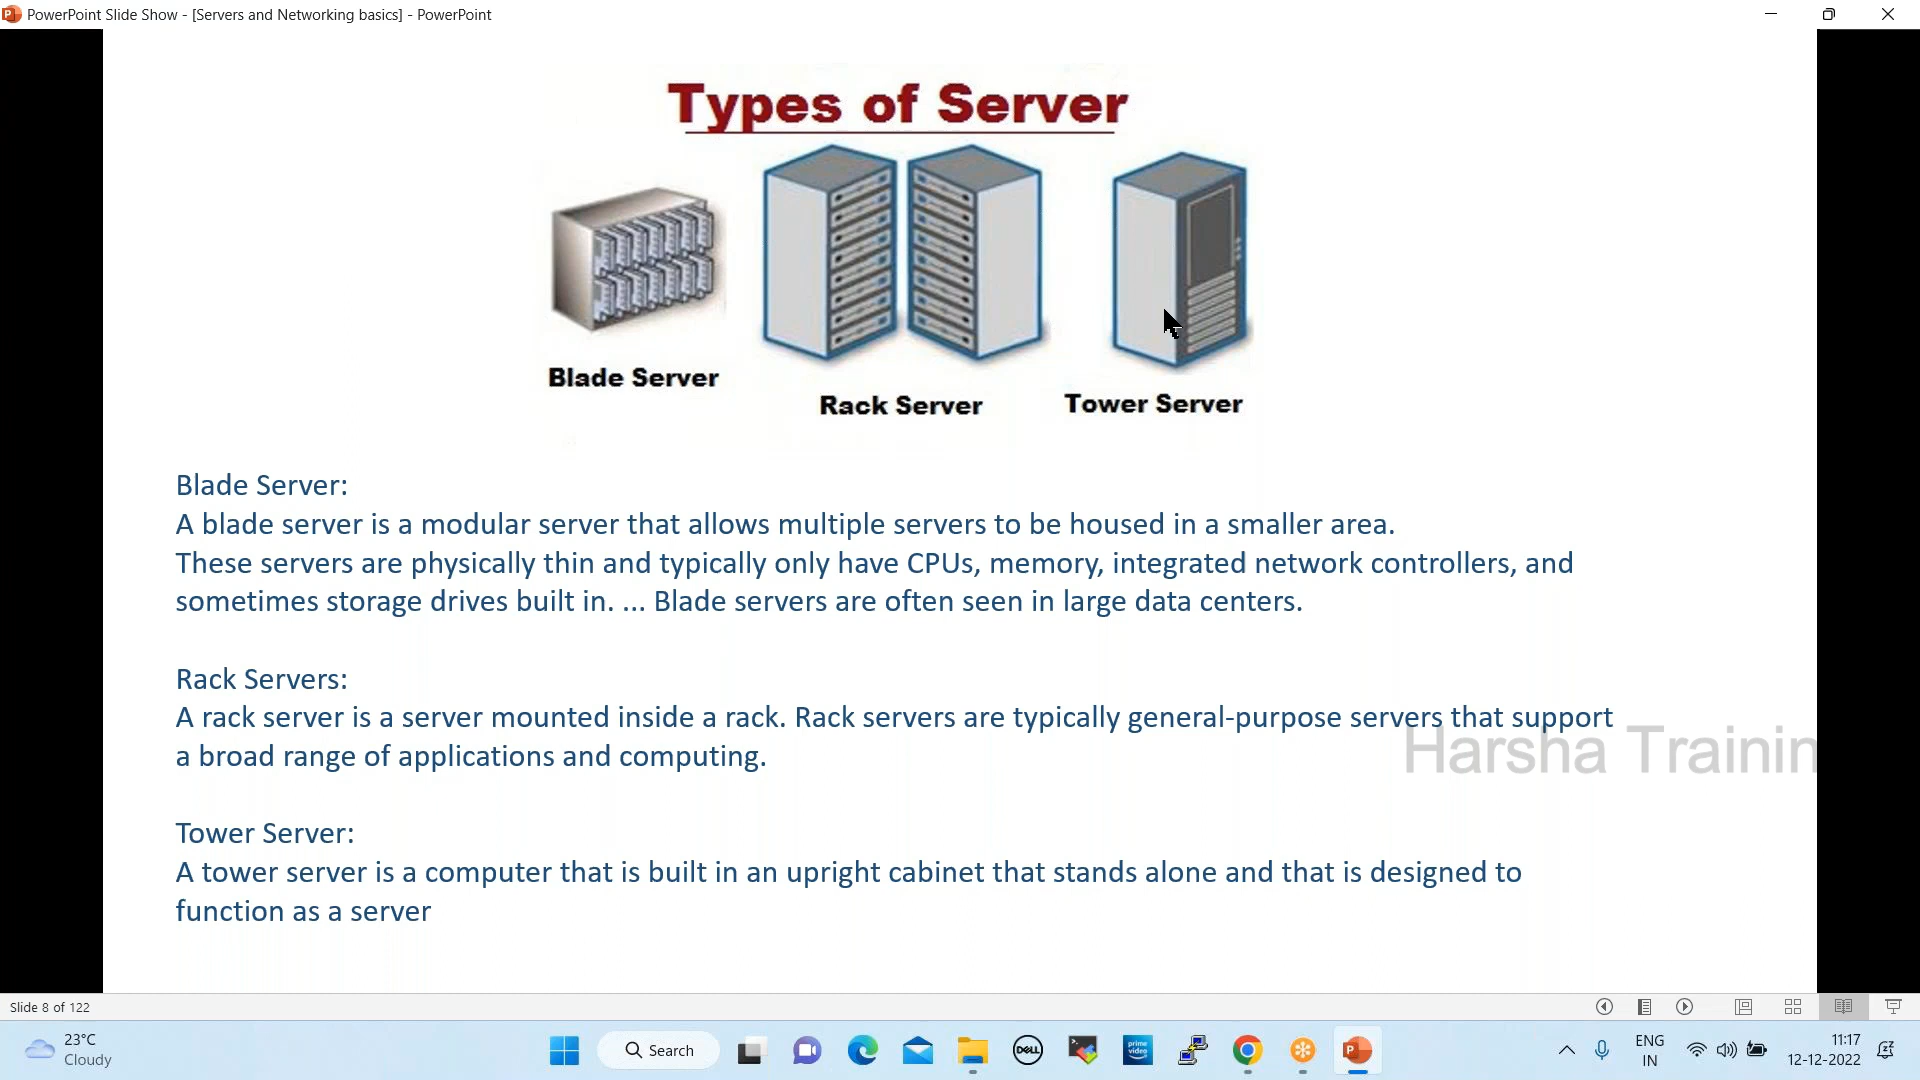 PowerPoint Slide Show - [Servers and Networking basics] - PowerPoint
Types of Server
Blade Server
Rack Server
Tower Server
Blade Server:
A blade server is a modular server that allows multiple servers to be housed in a smaller area.
These servers are physically thin and typically only have CPUs, memory, integrated network controllers, and
sometimes storage drives built in. ... Blade servers are often seen in large data centers.
Rack Servers:
A rack server is a server mounted inside a rack. Rack servers are typically general-purpose servers that support
a broad range of applications and computing.
Harsha Trainin
Tower Server:
A tower server is a computer that is built in an upright cabinet that stands alone and that is designed to
function as a server
Slide 8 of 122
23°C
Cloudy
Search
DELL
prime
video
ENG
IN
11:17
12-12-2022